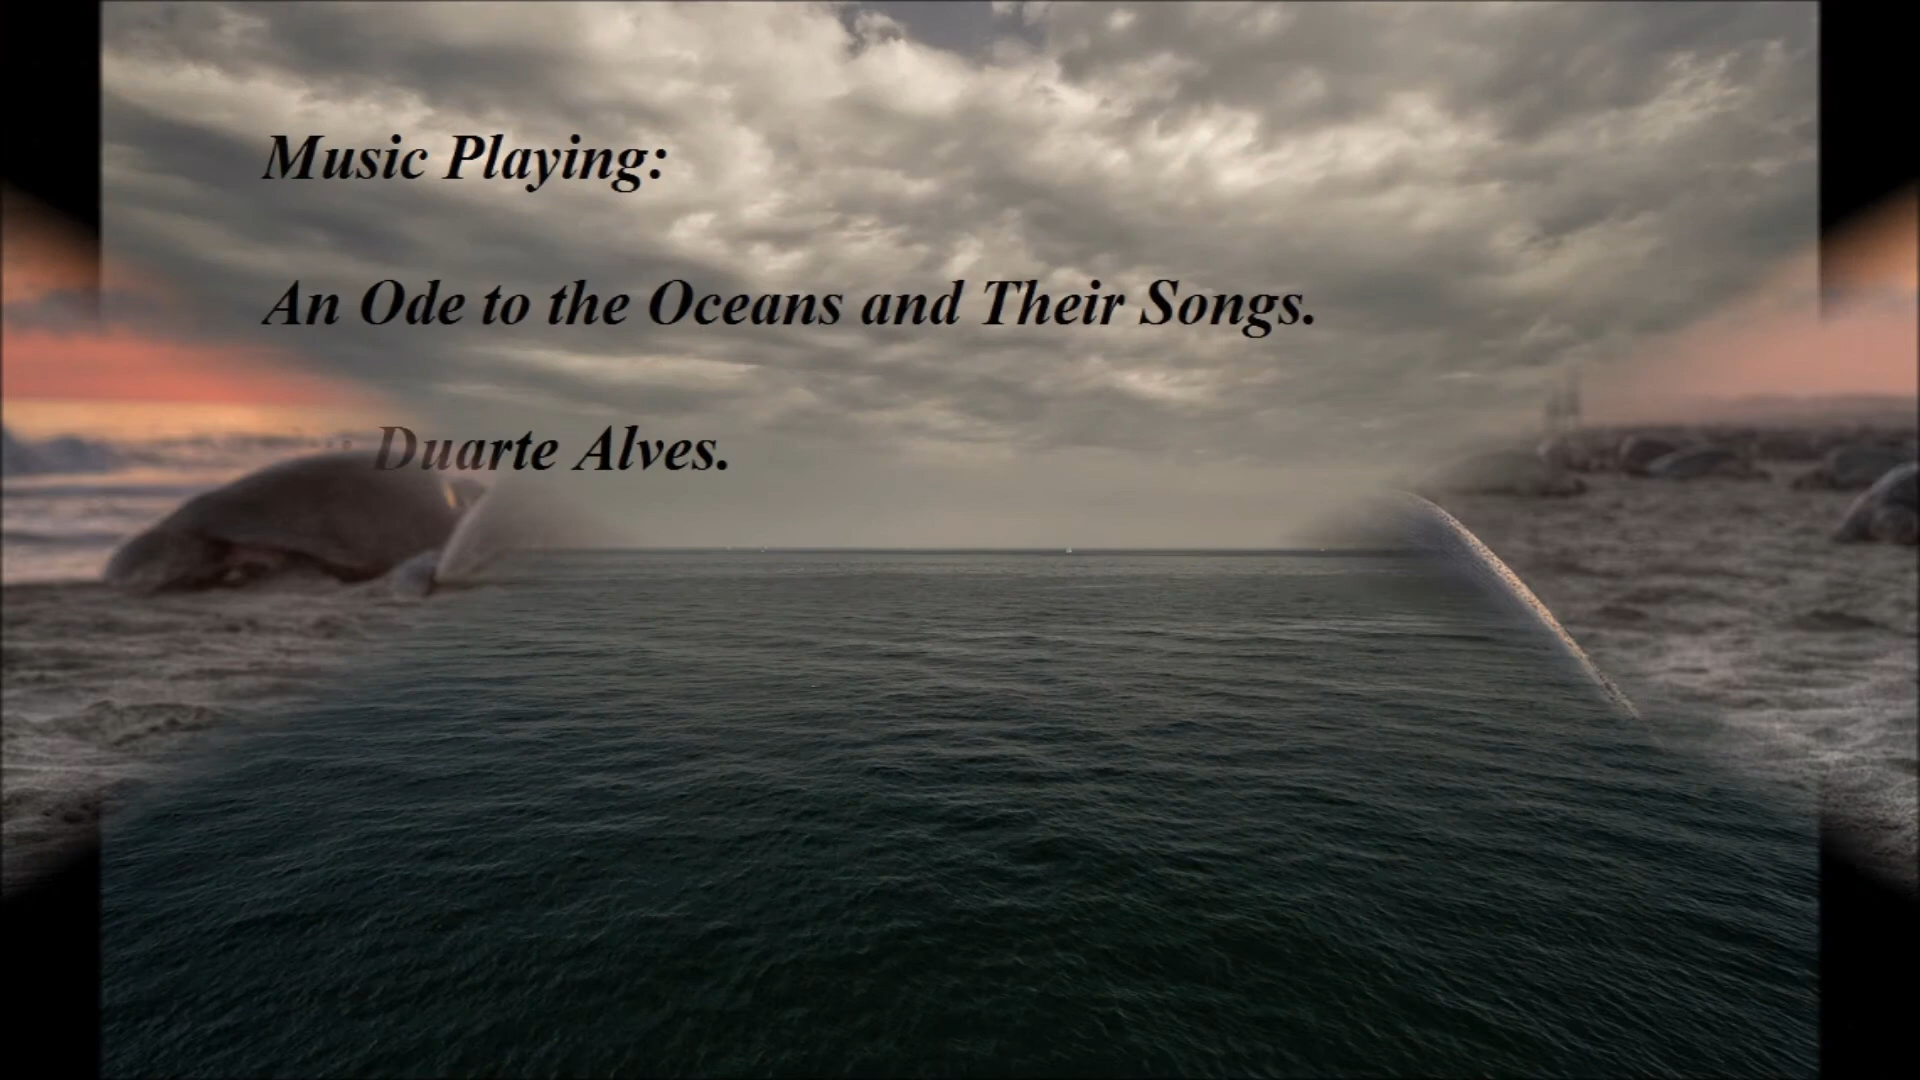 Music Playing:
An Ode to the Oceans and Their Songs.
Duarte Alves.